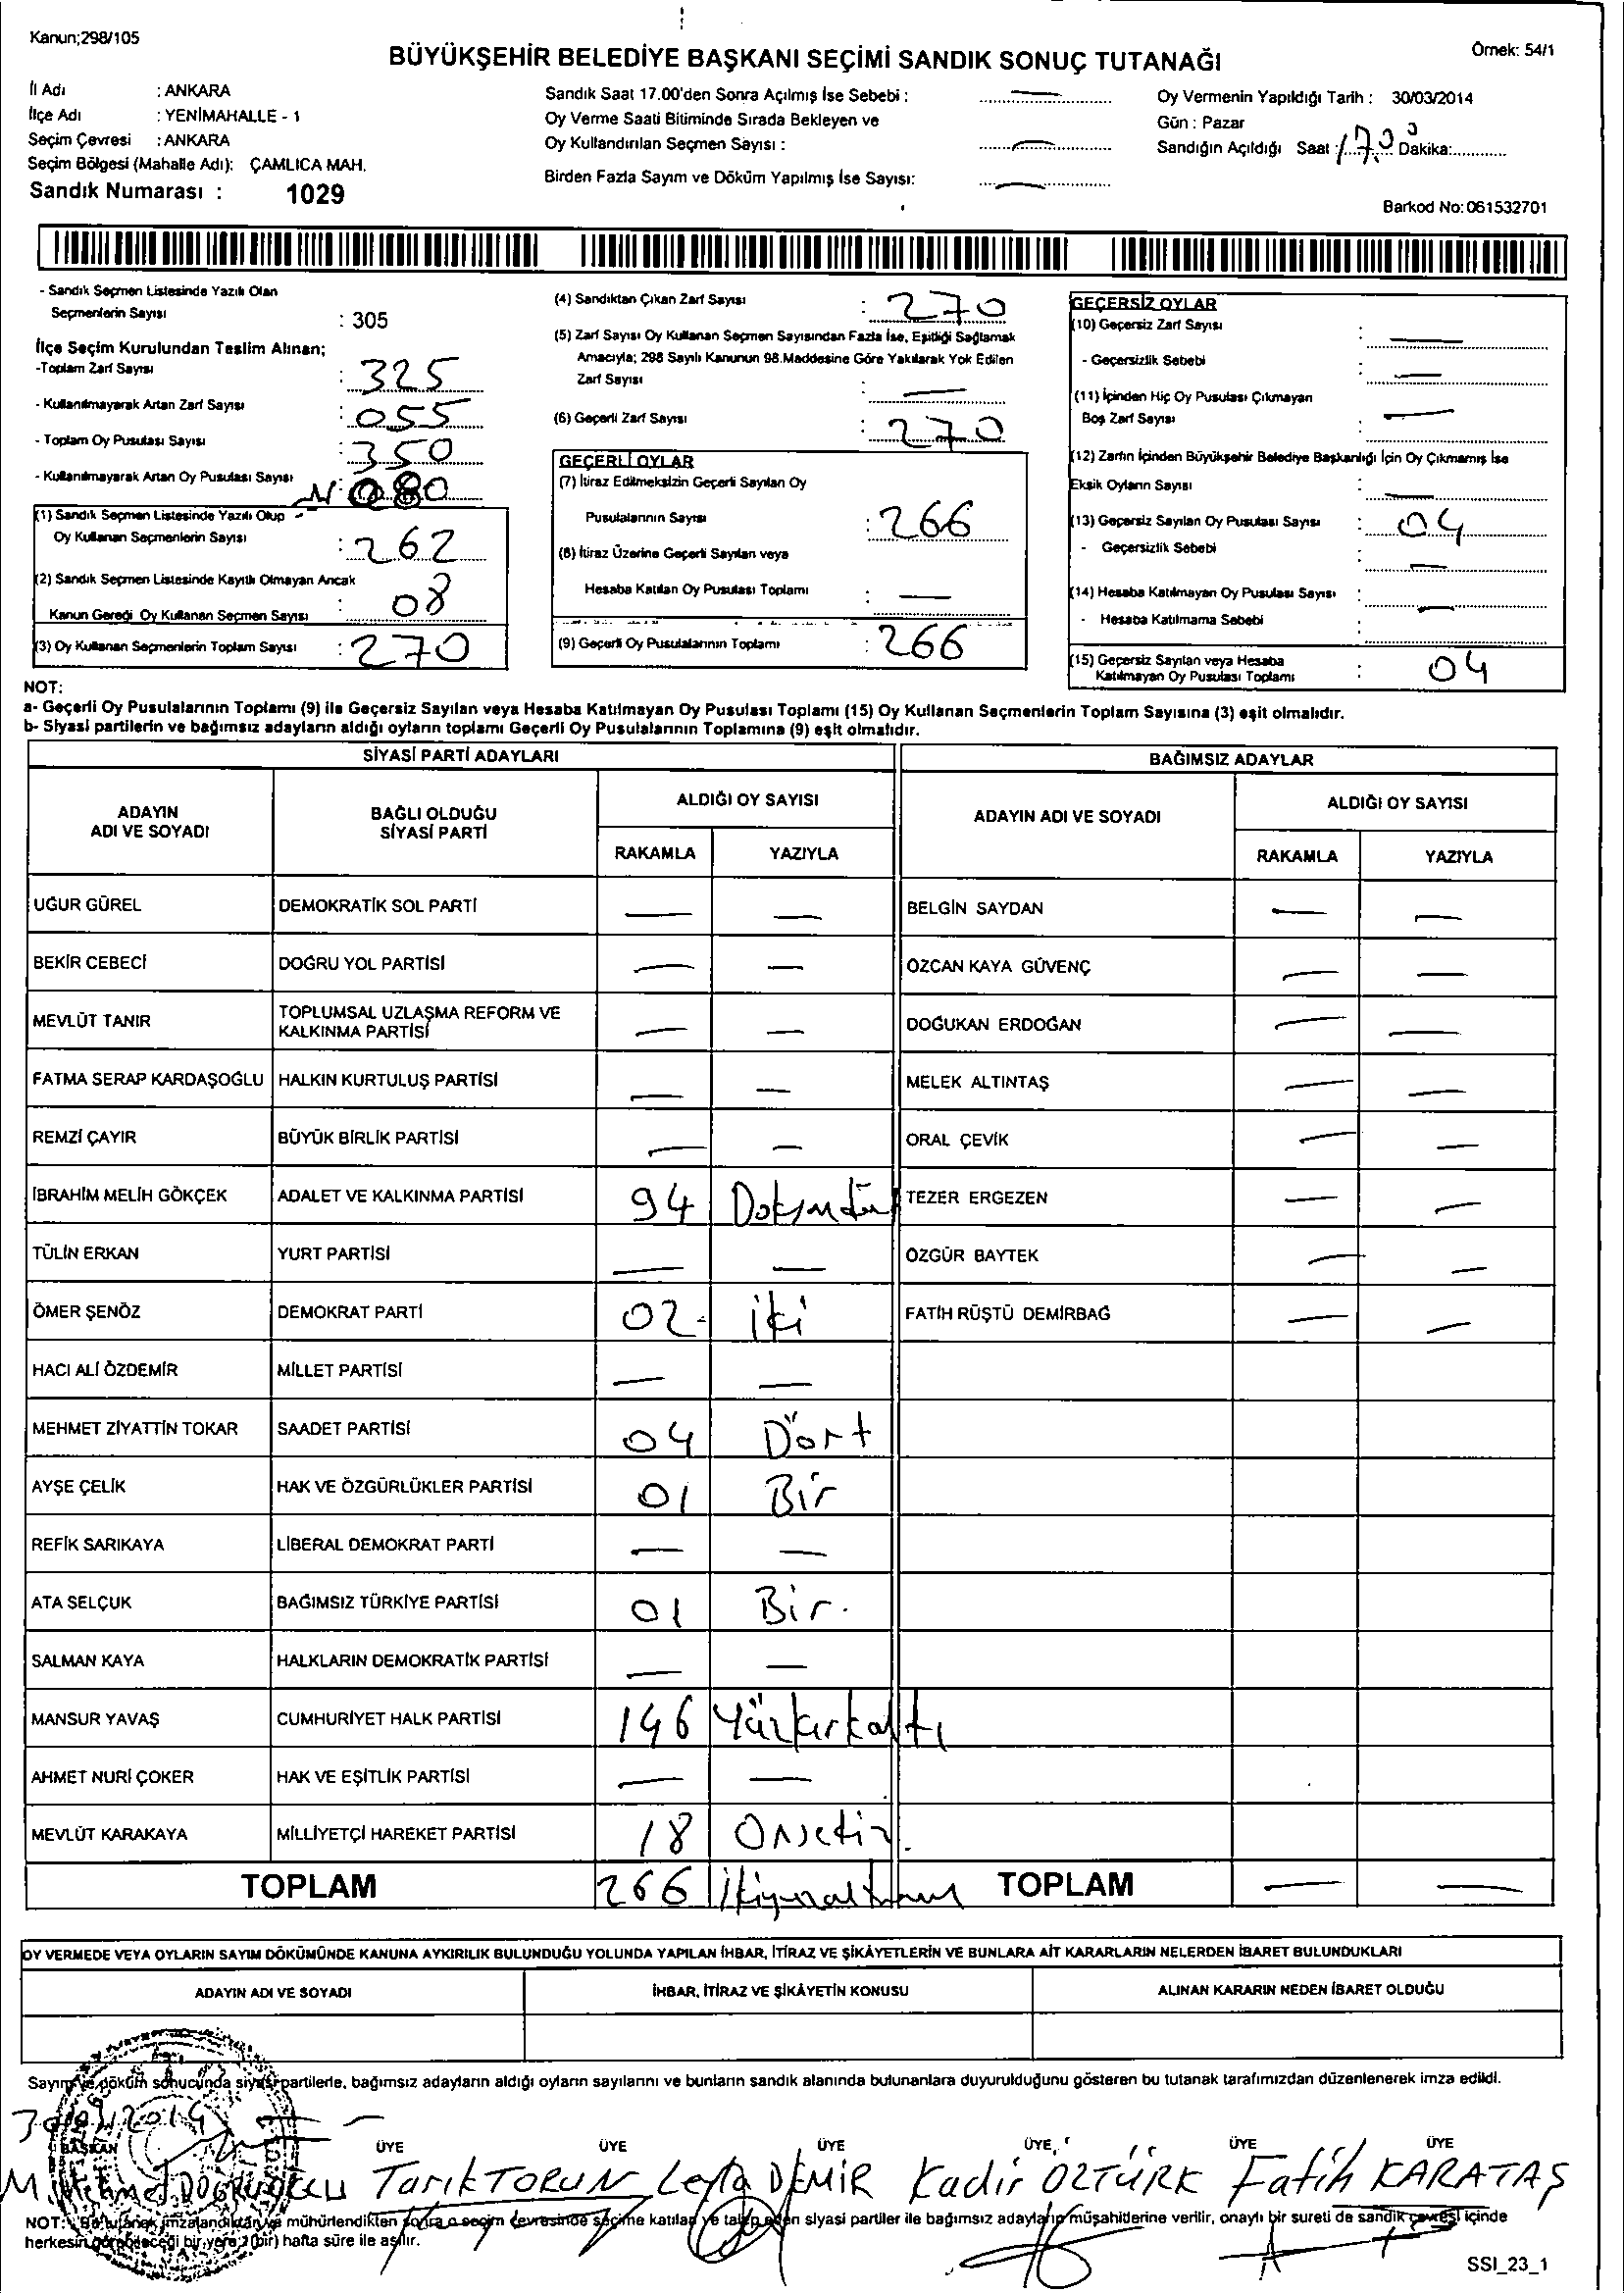 Kanun;298/105
Örnek: 54/1
BÜYÜKŞEHİR BELEDİYE BAŞKANI SEÇİMİ SANDIK SONUÇ TUTANAĞI
İl Adı : ANKARA
İlçe Adı : YENİMAHALLE - 1
Seçim Çevresi : ANKARA
Seçim Bölgesi (Mahalle Adı): ÇAMLICA MAH.
Sandık Numarası : 1029
Sandık Saat 17.00'den Sonra Açılmış İse Sebebi : —
Oy Verme Saati Bitiminde Sırada Bekleyen ve
Oy Kullandırılan Seçmen Sayısı : —
Birden Fazla Sayım ve Döküm Yapılmış İse Sayısı: —
Oy Vermenin Yapıldığı Tarih : 30/03/2014
Gün : Pazar
Sandığın Açıldığı Saat : 17.00 Dakika:
Barkod No: 061532701
- Sandık Seçmen Listesinde Yazılı Olan
Seçmenlerin Sayısı : 305
İlçe Seçim Kurulundan Teslim Alınan;
-Toplam Zarf Sayısı : 325
- Kullanılmayarak Artan Zarf Sayısı : 055
- Toplam Oy Pusulası Sayısı : 350
- Kullanılmayarak Artan Oy Pusulası Sayısı : 080
(1) Sandık Seçmen Listesinde Yazılı Olup
Oy Kullanan Seçmenlerin Sayısı : 262
(2) Sandık Seçmen Listesinde Kayıtlı Olmayan Ancak
Kanun Gereği Oy Kullanan Seçmen Sayısı : 08
(3) Oy Kullanan Seçmenlerin Toplam Sayısı : 270
(4) Sandıktan Çıkan Zarf Sayısı : 270
(5) Zarf Sayısı Oy Kullanan Seçmen Sayısından Fazla İse, Eşitliği Sağlamak
Amacıyla; 298 Sayılı Kanunun 98.Maddesine Göre Yakılarak Yok Edilen
Zarf Sayısı : —
(6) Geçerli Zarf Sayısı : 270
GEÇERLİ OYLAR
(7) İtiraz Edilmeksizin Geçerli Sayılan Oy
Pusulalarının Sayısı : 266
(8) İtiraz Üzerine Geçerli Sayılan veya
Hesaba Katılan Oy Pusulası Toplamı : —
(9) Geçerli Oy Pusulalarının Toplamı : 266
GEÇERSİZ OYLAR
(10) Geçersiz Zarf Sayısı : —
- Geçersizlik Sebebi : —
(11) İçinden Hiç Oy Pusulası Çıkmayan
Boş Zarf Sayısı : —
(12) Zarfın İçinden Büyükşehir Belediye Başkanlığı İçin Oy Çıkmamış İse
Eksik Oyların Sayısı : —
(13) Geçersiz Sayılan Oy Pusulası Sayısı : 04
- Geçersizlik Sebebi : —
(14) Hesaba Katılmayan Oy Pusulası Sayısı : —
- Hesaba Katılmama Sebebi :
(15) Geçersiz Sayılan veya Hesaba
Katılmayan Oy Pusulası Toplamı : 04
NOT:
a- Geçerli Oy Pusulalarının Toplamı (9) ile Geçersiz Sayılan veya Hesaba Katılmayan Oy Pusulası Toplamı (15) Oy Kullanan Seçmenlerin Toplam Sayısına (3) eşit olmalıdır.
b- Siyasi partilerin ve bağımsız adayların aldığı oyların toplamı Geçerli Oy Pusulalarının Toplamına (9) eşit olmalıdır.
SİYASİ PARTİ ADAYLARI
BAĞIMSIZ ADAYLAR
ADAYIN ADI VE SOYADI
BAĞLI OLDUĞU SİYASİ PARTİ
ALDIĞI OY SAYISI
RAKAMLA YAZIYLA
ADAYIN ADI VE SOYADI
ALDIĞI OY SAYISI
RAKAMLA YAZIYLA
UĞUR GÜREL DEMOKRATİK SOL PARTİ — — BELGİN SAYDAN — —
BEKİR CEBECİ DOĞRU YOL PARTİSİ — — ÖZCAN KAYA GÜVENÇ — —
MEVLÜT TANIR TOPLUMSAL UZLAŞMA REFORM VE KALKINMA PARTİSİ — — DOĞUKAN ERDOĞAN — —
FATMA SERAP KARDAŞOĞLU HALKIN KURTULUŞ PARTİSİ — — MELEK ALTINTAŞ — —
REMZİ ÇAYIR BÜYÜK BİRLİK PARTİSİ — — ORAL ÇEVİK — —
İBRAHİM MELİH GÖKÇEK ADALET VE KALKINMA PARTİSİ 94 TEZER ERGEZEN — —
TÜLİN ERKAN YURT PARTİSİ — — ÖZGÜR BAYTEK — —
ÖMER ŞENÖZ DEMOKRAT PARTİ 02 iki FATİH RÜŞTÜ DEMİRBAĞ — —
HACI ALİ ÖZDEMİR MİLLET PARTİSİ — —
MEHMET ZİYATTİN TOKAR SAADET PARTİSİ 04 Dört
AYŞE ÇELİK HAK VE ÖZGÜRLÜKLER PARTİSİ 01 Bir
REFİK SARIKAYA LİBERAL DEMOKRAT PARTİ — —
ATA SELÇUK BAĞIMSIZ TÜRKİYE PARTİSİ 01 Bir.
SALMAN KAYA HALKLARIN DEMOKRATİK PARTİSİ — —
MANSUR YAVAŞ CUMHURİYET HALK PARTİSİ 146 Yüzkırkaltı
AHMET NURİ ÇOKER HAK VE EŞİTLİK PARTİSİ — —
MEVLÜT KARAKAYA MİLLİYETÇİ HAREKET PARTİSİ 18 Onsekiz
TOPLAM 266 TOPLAM — —
OY VERMEDE VEYA OYLARIN SAYIM DÖKÜMÜNDE KANUNA AYKIRILIK BULUNDUĞU YOLUNDA YAPILAN İHBAR, İTİRAZ VE ŞİKÂYETLERİN VE BUNLARA AİT KARARLARIN NELERDEN İBARET BULUNDUKLARI
ADAYIN ADI VE SOYADI İHBAR, İTİRAZ VE ŞİKÂYETİN KONUSU ALINAN KARARIN NEDEN İBARET OLDUĞU
Sayım ve döküm sonucunda siyasi partilerle, bağımsız adayların aldığı oyların sayılarını ve bunların sandık alanında bulunanlara duyurulduğunu gösteren bu tutanak tarafımızdan düzenlenerek imza edildi.
30/03/2014
BAŞKAN ÜYE ÜYE ÜYE ÜYE ÜYE ÜYE
Tarık TORUN Leyla DEMİR Kadir ÖZTÜRK Fatih KARATAŞ
NOT: Bu tutanak imzalandıktan ve mühürlendikten sonra o seçim çevresinde seçime katılan ve talep eden siyasi partiler ile bağımsız adayların müşahitlerine verilir, onaylı bir sureti de sandık çevresi içinde
herkesin görebileceği bir yere 7 (bir) hafta süre ile asılır.
SSI_23_1